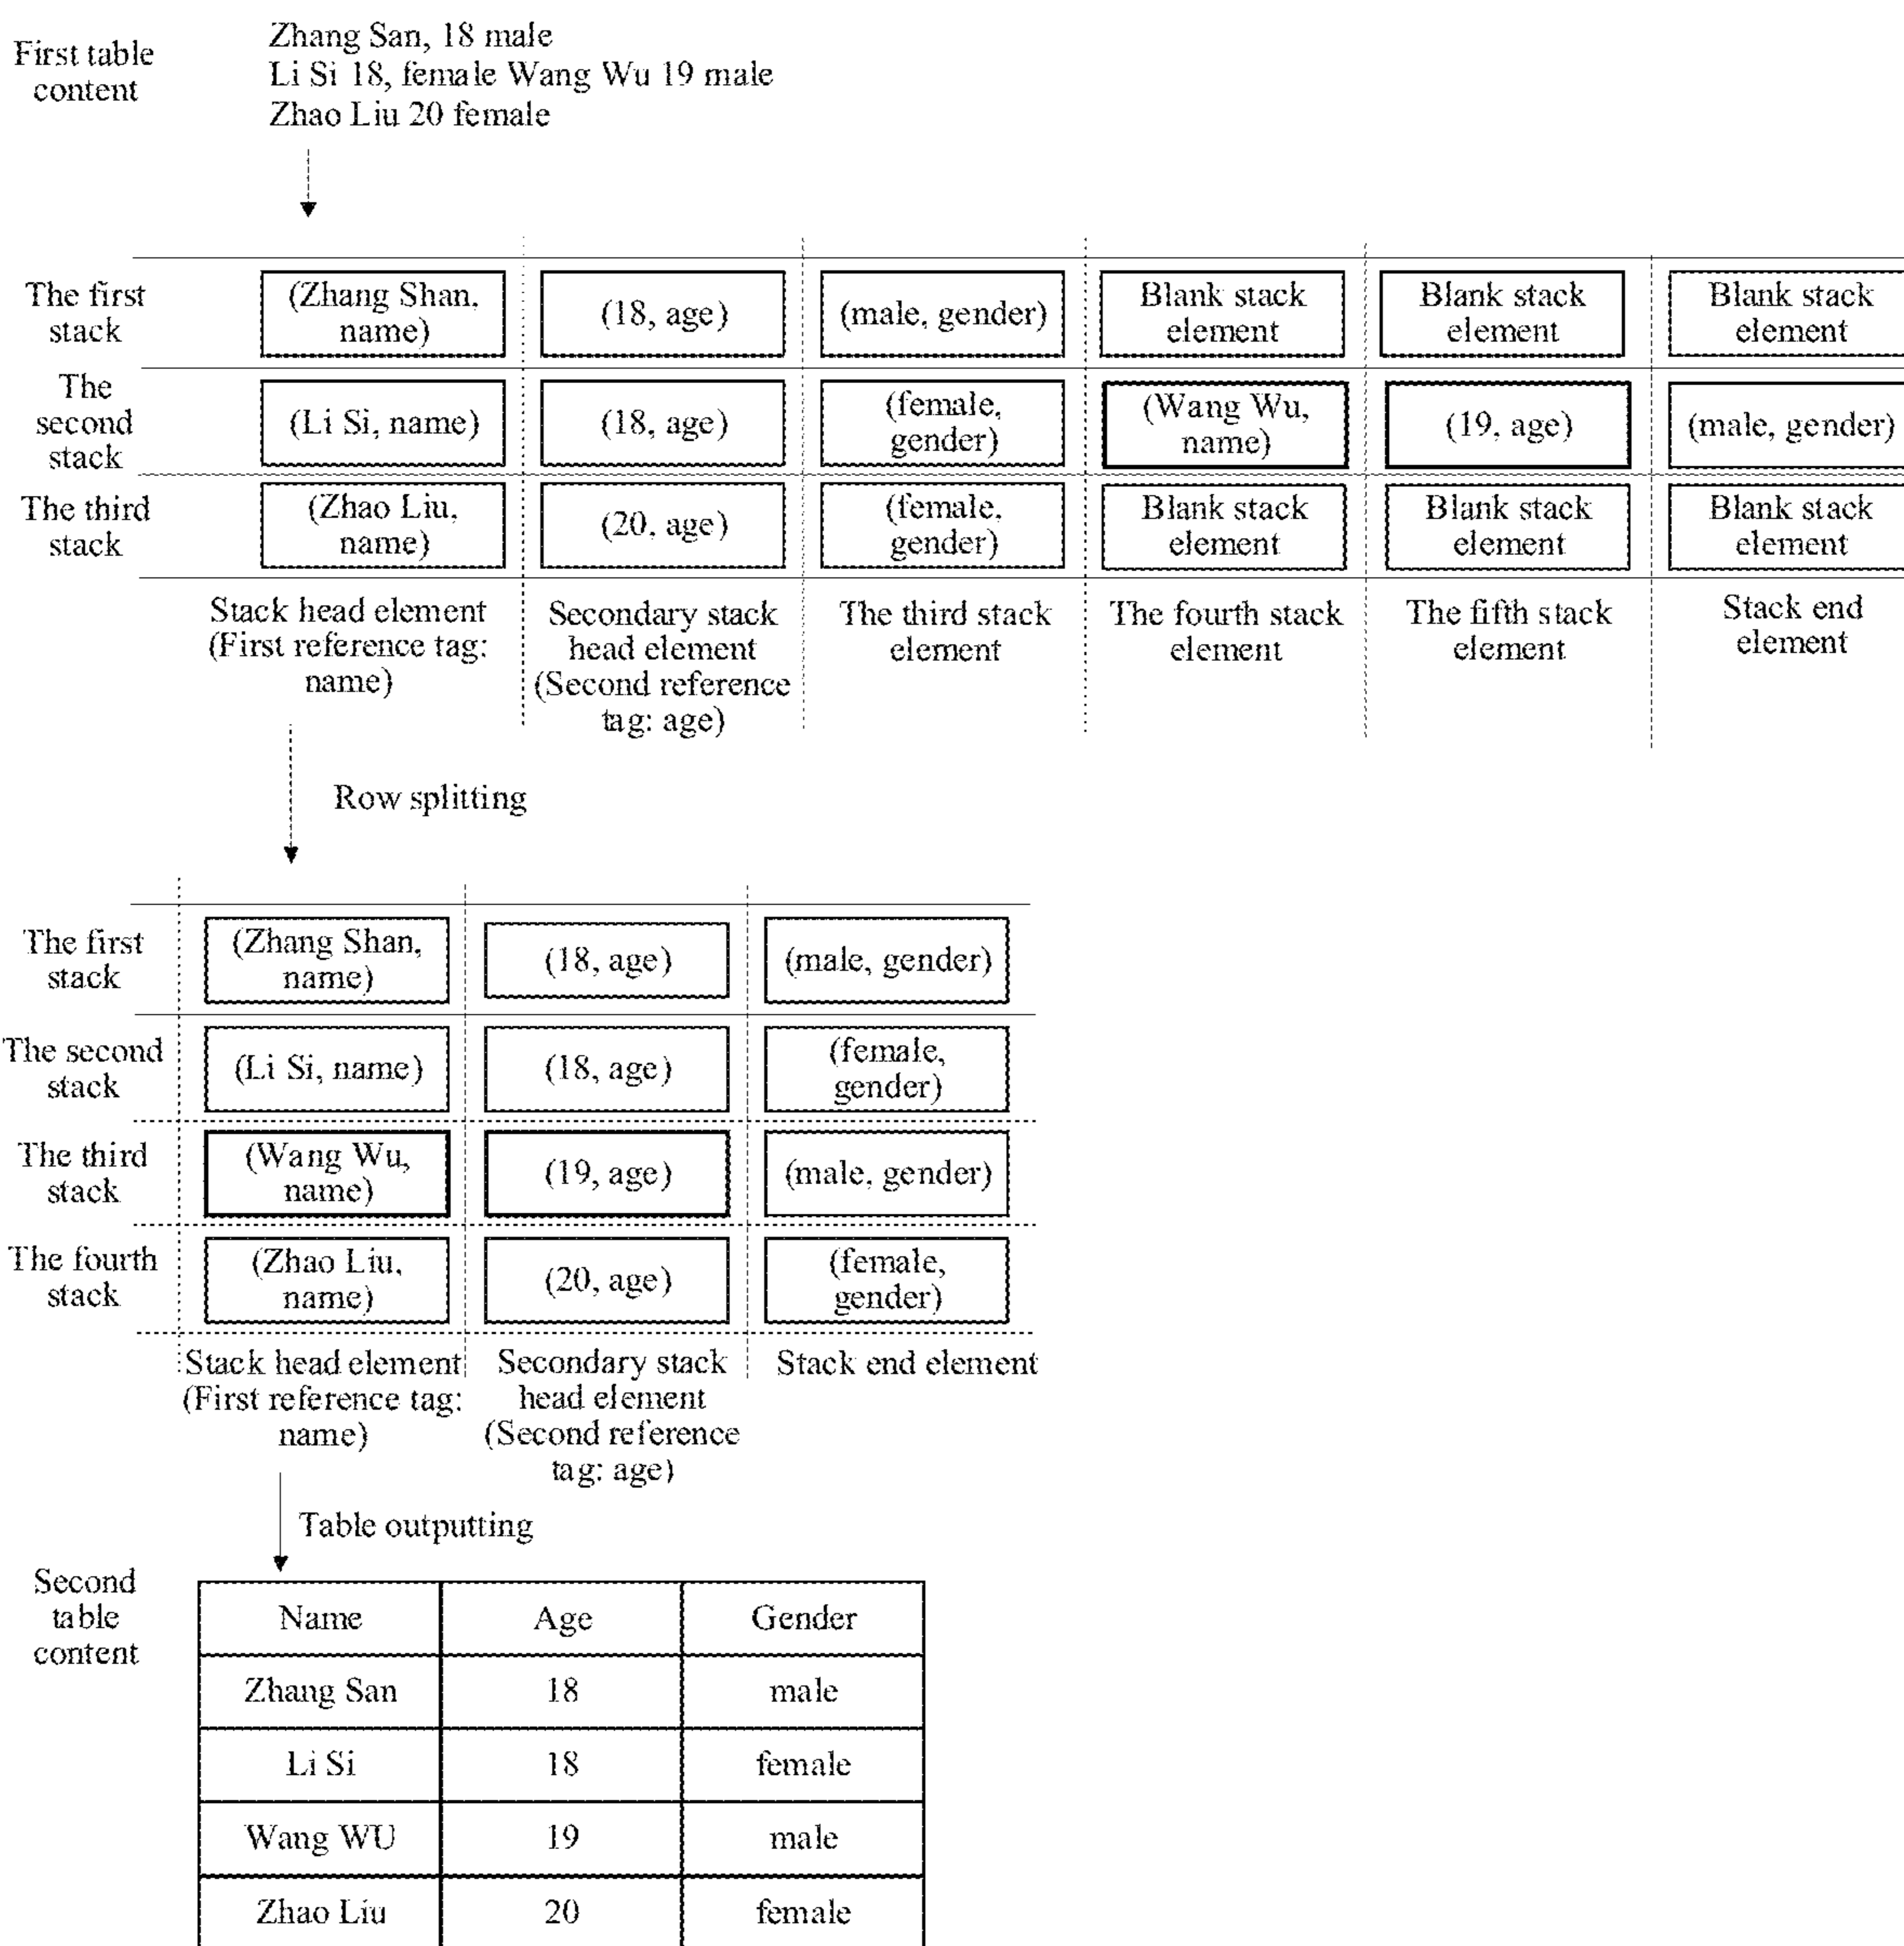 First table
content
Zhang San, 18 male
Li Si 18, female Wang Wu 19 male
Zhao Liu 20 female
The first
stack
(Zhang Shan,
name)
(18, age)
(male, gender)
Blank stack
element
Blank stack
element
Blank stack
element
The
second
stack
(Li Si, name)
(18, age)
(female,
gender)
(Wang Wu,
name)
(19, age)
(male, gender)
The third
stack
(Zhao Liu,
name)
(20, age)
(female,
gender)
Blank stack
element
Blank stack
element
Blank stack
element
Stack head element
(First reference tag:
name)
Secondary stack
head element
(Second reference
tag: age)
The third stack
element
The fourth stack
element
The fifth stack
element
Stack end
element
Row splitting
The first
stack
(Zhang Shan,
name)
(18, age)
(male, gender)
The second
stack
(Li Si, name)
(18, age)
(female,
gender)
The third
stack
(Wang Wu,
name)
(19, age)
(male, gender)
The fourth
stack
(Zhao Liu,
name)
(20, age)
(female,
gender)
Stack head element
(First reference tag:
name)
Secondary stack
head element
(Second reference
tag: age)
Stack end element
Table outputting
Second
table
content
Name Age Gender
Zhang San 18 male
Li Si 18 female
Wang WU 19 male
Zhao Liu 20 female